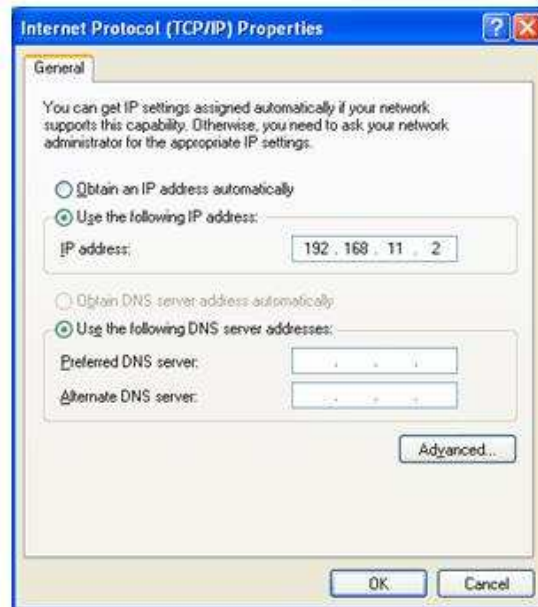 Internet Protocol (TCP/IP) Properties
General
You can get IP settings assigned automatically if your network
supports this capability. Otherwise, you need to ask your network
administrator for the appropriate IP settings.
Obtain an IP address automatically
Use the following IP address:
IP address: 192 . 168 . 11 . 2
Obtain DNS server address automatically
Use the following DNS server addresses:
Preferred DNS server: . . .
Alternate DNS server: . . .
Advanced...
OK Cancel